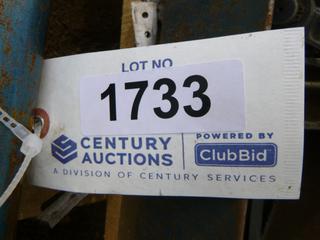 LOT NO
1733
CENTURY
AUCTIONS
POWERED BY
ClubBid
A DIVISION OF CENTURY SERVICES